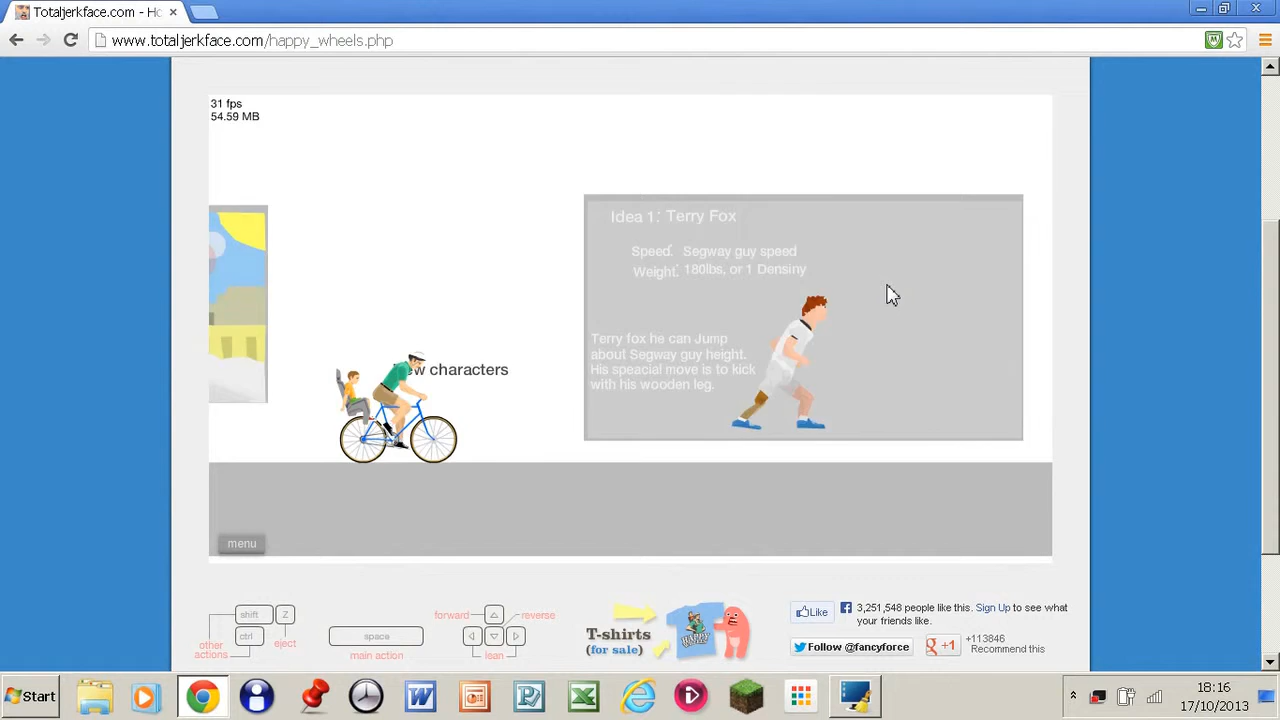 Totaljerkface.com - Ha
www.totaljerkface.com/happy_wheels.php
31 fps
54.59 MB
Idea 1: Terry Fox
Speed: Segway guy speed
Weight: 180lbs, or 1 Densiny
Terry fox he can Jump
about Segway guy height.
His speacial move is to kick
with his wooden leg.
characters
menu
shift
Z
ctrl
eject
other
actions
space
main action
forward
reverse
lean
T-shirts
(for sale)
HAPPY
Like
3,251,548 people like this. Sign Up to see what
your friends like.
Follow @fancyforce
+1
+113846
Recommend this
Start
18:16
17/10/2013